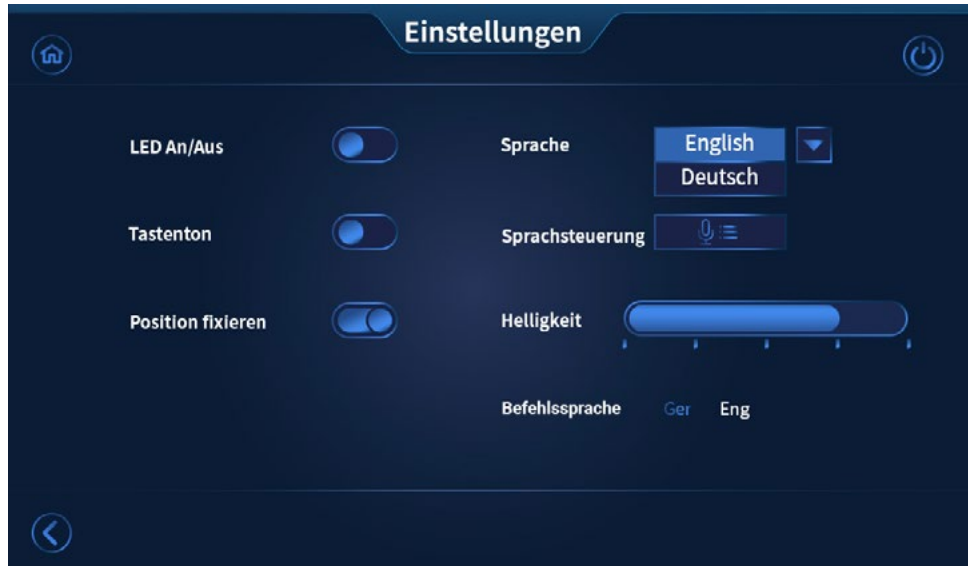 Einstellungen
LED An/Aus
Tastenton
Position fixieren
Sprache
English
Deutsch
Sprachsteuerung
Helligkeit
Befehlssprache Ger Eng